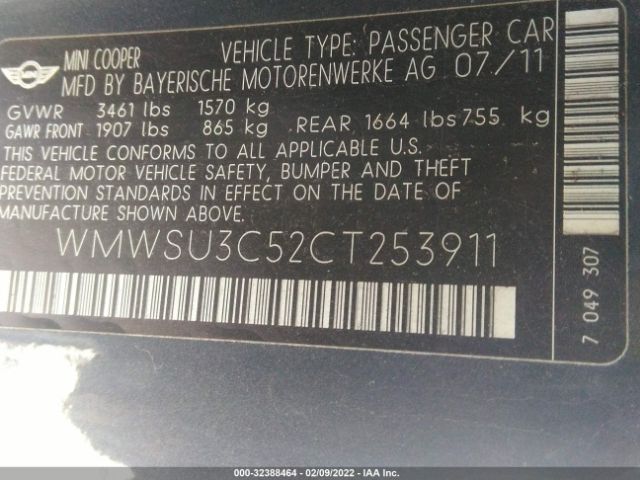 MINI
MINI COOPER VEHICLE TYPE: PASSENGER CAR
MFD BY BAYERISCHE MOTORENWERKE AG 07/11
GVWR 3461 lbs 1570 kg
GAWR FRONT 1907 lbs 865 kg REAR 1664 lbs 755 kg
THIS VEHICLE CONFORMS TO ALL APPLICABLE U.S.
FEDERAL MOTOR VEHICLE SAFETY, BUMPER AND THEFT
PREVENTION STANDARDS IN EFFECT ON THE DATE OF
MANUFACTURE SHOWN ABOVE.
WMWSU3C52CT253911
7 049 307
000-32388464 - 02/09/2022 - IAA Inc.